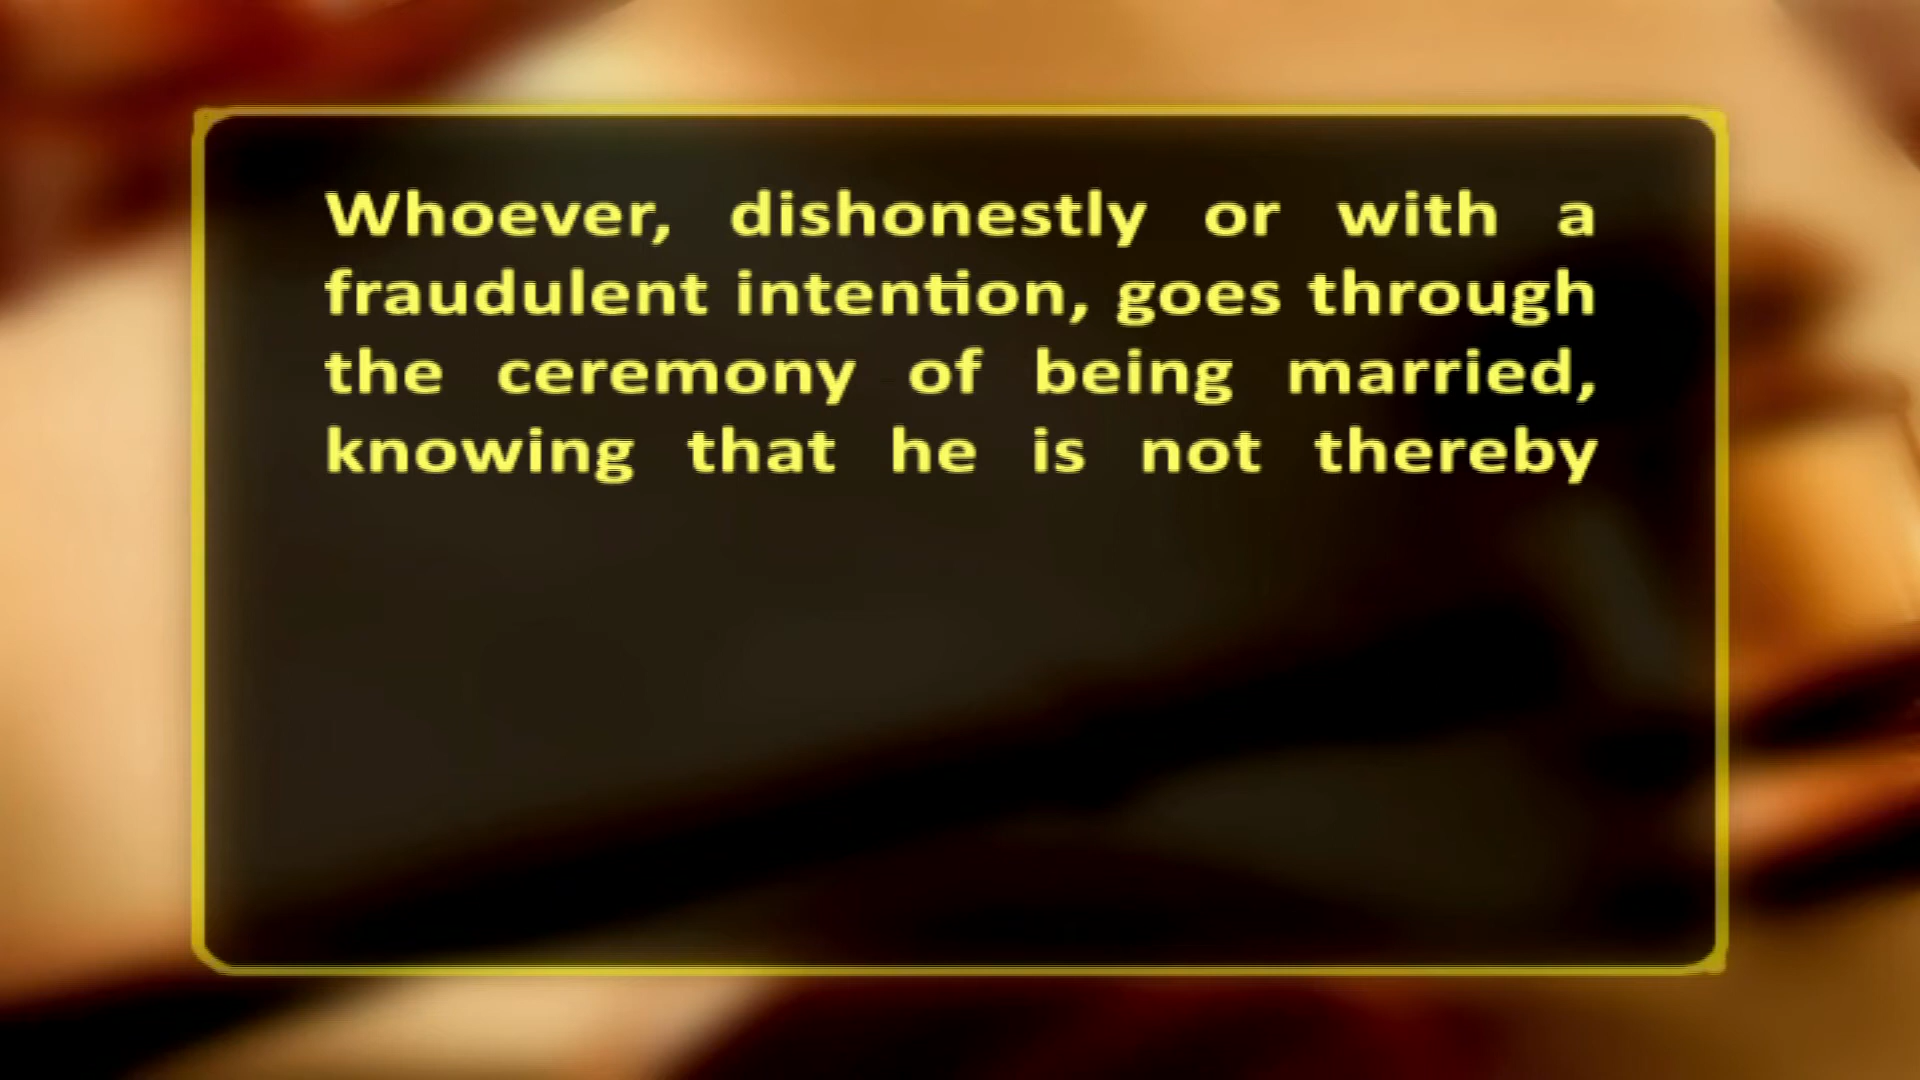 Whoever, dishonestly or with a
fraudulent intention, goes through
the ceremony of being married,
knowing that he is not thereby